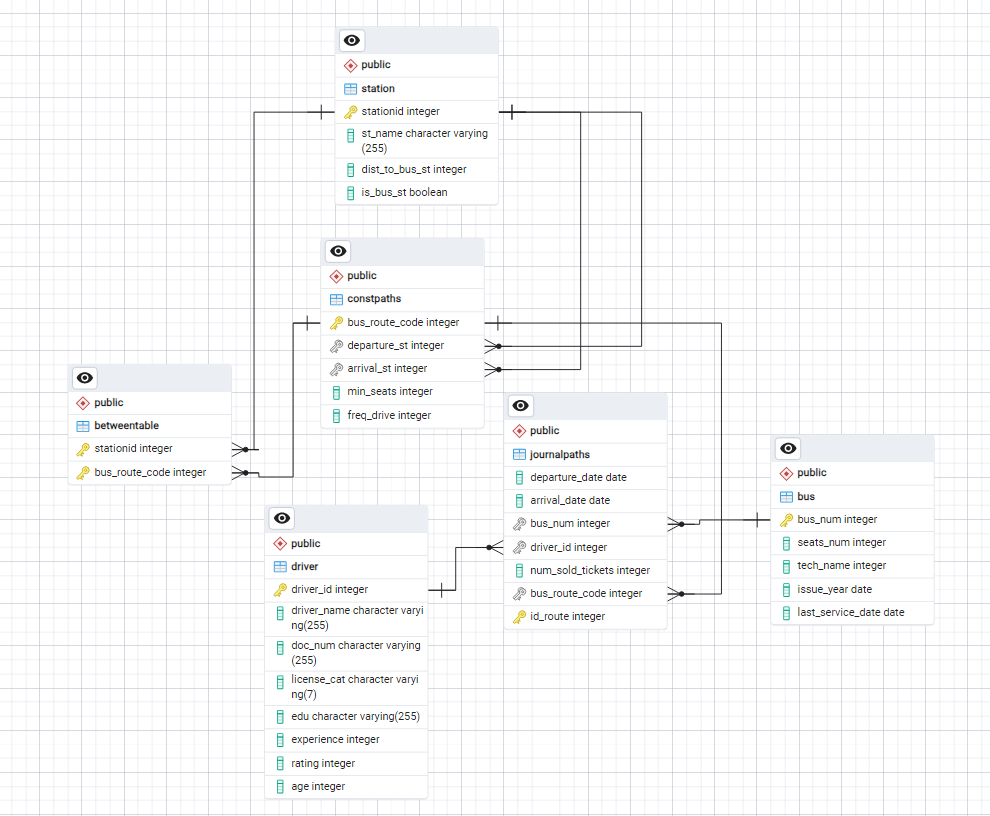 public
station
stationid integer
st_name character varying
(255)
dist_to_bus_st integer
is_bus_st boolean
public
constpaths
bus_route_code integer
departure_st integer
arrival_st integer
min_seats integer
freq_drive integer
public
betweentable
stationid integer
bus_route_code integer
public
journalpaths
departure_date date
arrival_date date
bus_num integer
driver_id integer
num_sold_tickets integer
bus_route_code integer
id_route integer
public
bus
bus_num integer
seats_num integer
tech_name integer
issue_year date
last_service_date date
public
driver
driver_id integer
driver_name character varyi
ng(255)
doc_num character varying
(255)
license_cat character varyi
ng(7)
edu character varying(255)
experience integer
rating integer
age integer